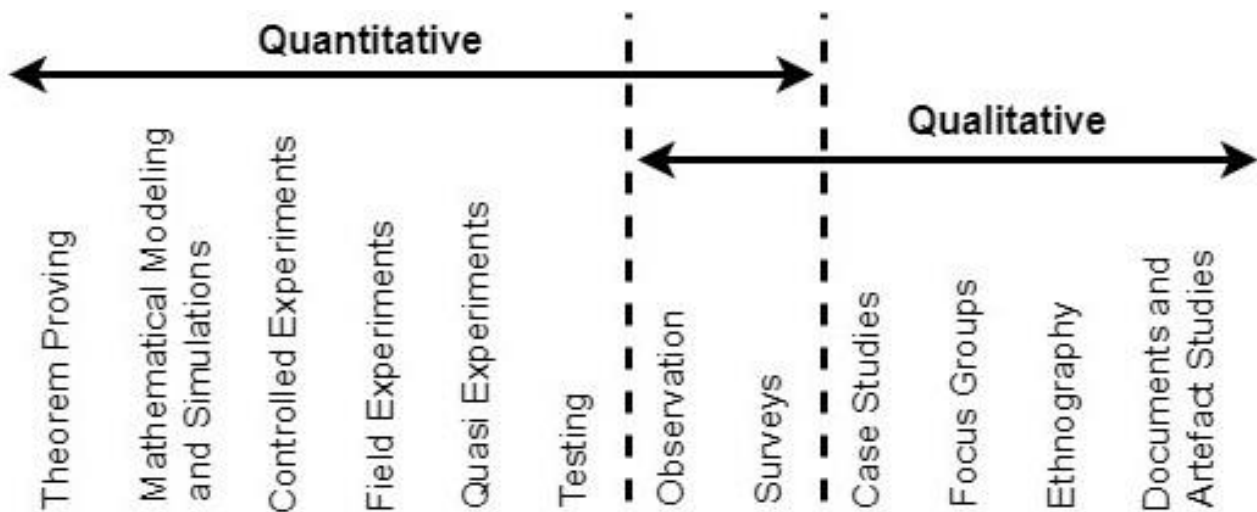 Quantitative
Qualitative
Theorem Proving
Mathematical Modeling
and Simulations
Controlled Experiments
Field Experiments
Quasi Experiments
Testing
Observation
Surveys
Case Studies
Focus Groups
Ethnography
Documents and
Artefact Studies